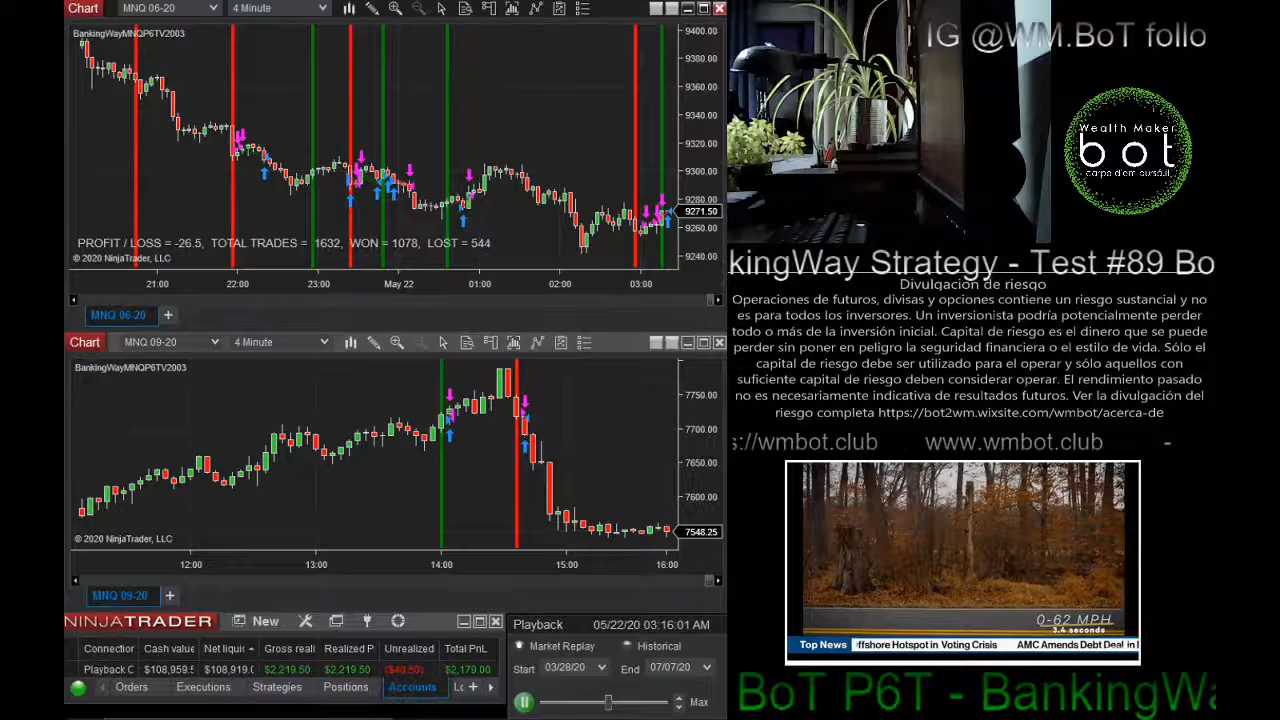 Chart MNQ 06-20 4 Minute
BankingWayMNQP6TV2003
9400.00
9380.00
9360.00
9340.00
9320.00
9300.00
9280.00
9271.50
9260.00
9240.00
PROFIT / LOSS = -26.5, TOTAL TRADES = 1632, WON = 1078, LOST = 544
© 2020 NinjaTrader, LLC
21:00 22:00 23:00 May 22 01:00 02:00 03:00
MNQ 06-20 +
Chart MNQ 09-20 4 Minute
BankingWayMNQP6TV2003
7750.00
7700.00
7650.00
7600.00
7548.25
© 2020 NinjaTrader, LLC
12:00 13:00 14:00 15:00 16:00
MNQ 09-20 +
NINJATRADER New
Connection Cash value Net liquid Gross reali Realized P Unrealized Total PnL
Playback C $108,959.5 $108,919.0 $2,219.50 $2,219.50 ($40.50) $2,179.00
Orders Executions Strategies Positions Accounts Lo +
Playback 05/22/20 03:16:01 AM
Market Replay Historical
Start 03/28/20 End 07/07/20
Max
IG @WM.BoT follo
Wealth Maker
bot
kingWay Strategy - Test #89 Bo
Divulgación de riesgo
Operaciones de futuros, divisas y opciones contiene un riesgo sustancial y no
es para todos los inversores. Un inversionista podría potencialmente perder
todo o más de la inversión inicial. Capital de riesgo es el dinero que se puede
perder sin poner en peligro la seguridad financiera o el estilo de vida. Sólo el
capital de riesgo debe ser utilizado para el operar y sólo aquellos con
suficiente capital de riesgo deben considerar operar. El rendimiento pasado
no es necesariamente indicativa de resultados futuros. Ver la divulgación del
riesgo completa https://bot2wm.wixsite.com/wmbot/acerca-de
s://wmbot.club www.wmbot.club -
0-62 MPH
3.4 seconds
Top News ffshore Hotspot in Voting Crisis AMC Amends Debt Deal in
BoT P6T - BankingWa